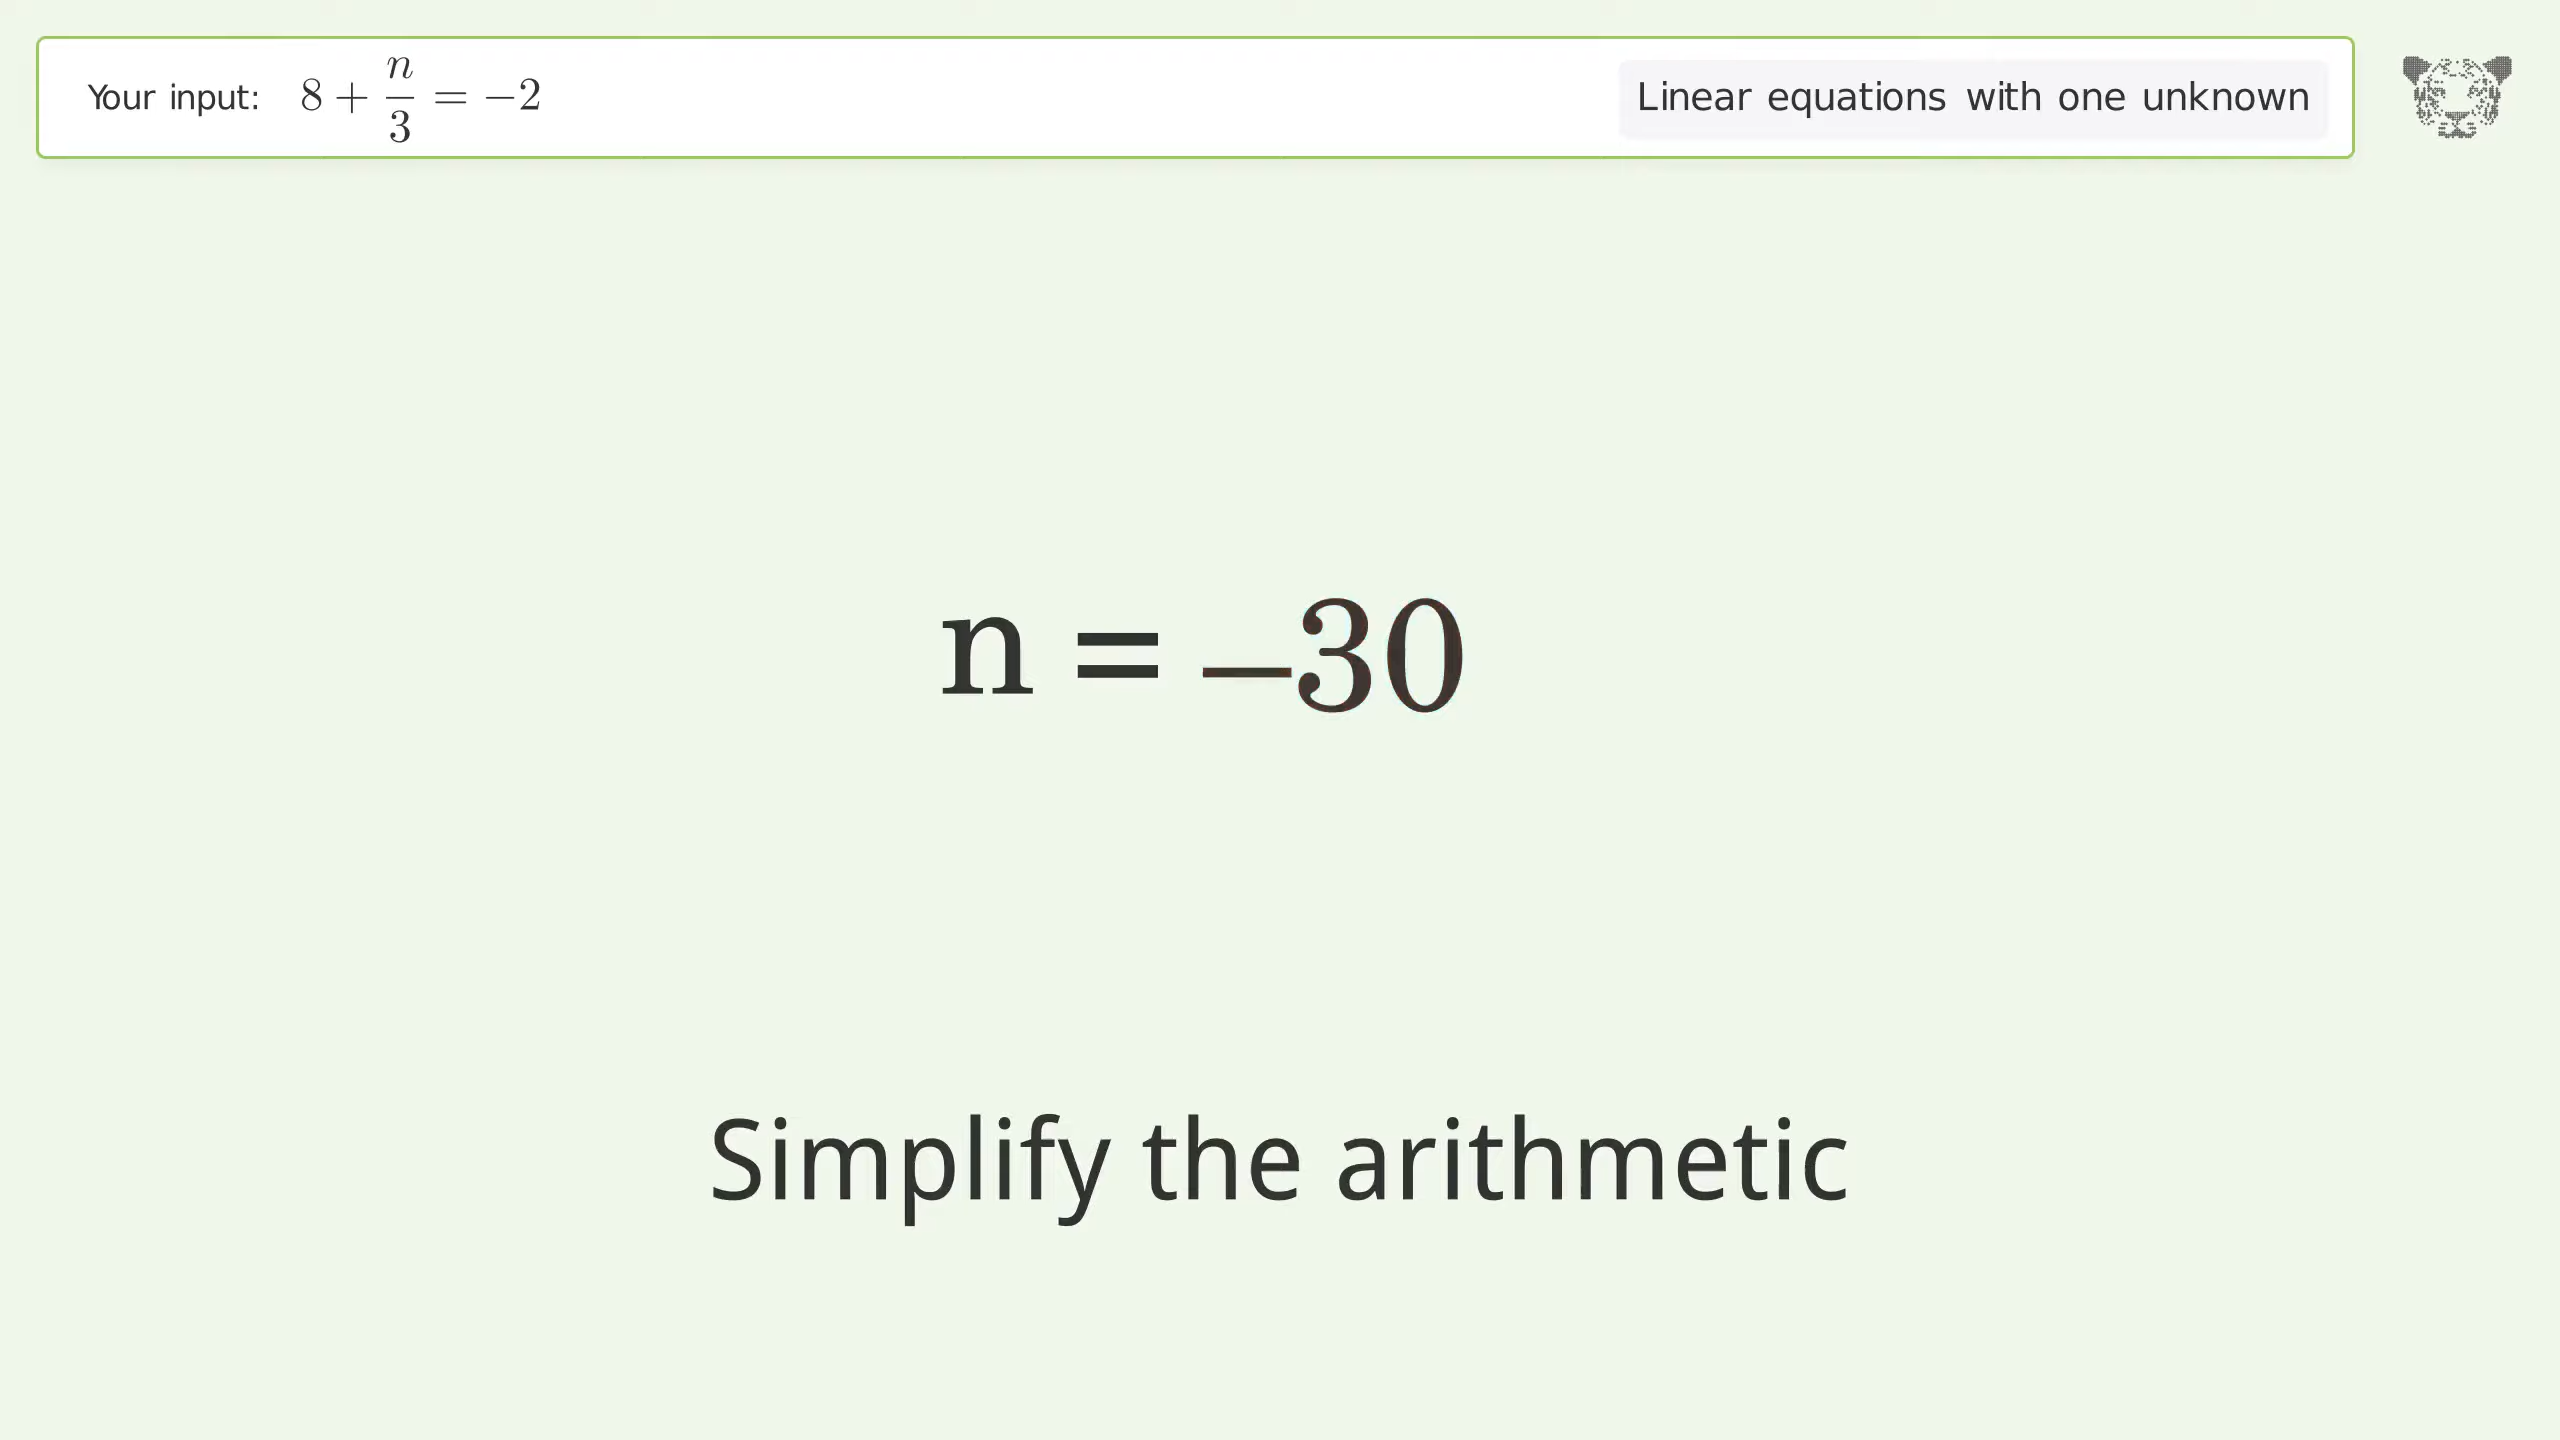 Your input: 8 + n/3 = −2
Linear equations with one unknown
n = −30
Simplify the arithmetic